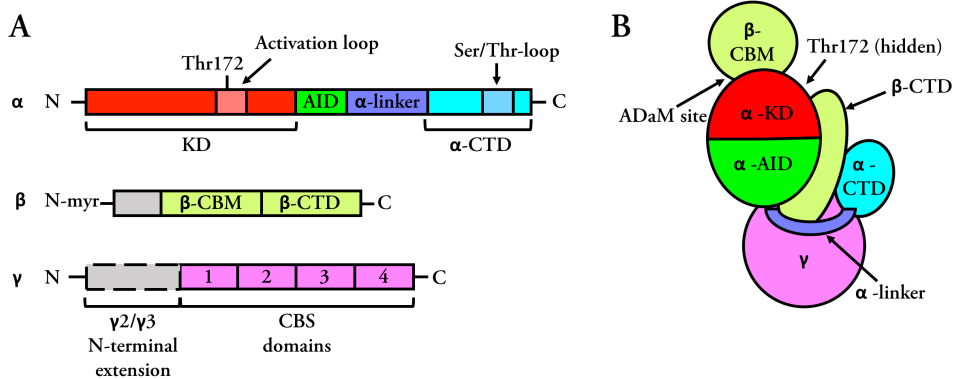 A
Activation loop
Thr172
Ser/Thr-loop
α N AID α-linker C
KD
α-CTD
β N-myr β-CBM β-CTD C
γ N 1 2 3 4 C
γ2/γ3
N-terminal
extension
CBS
domains
B
β-
CBM
Thr172 (hidden)
β-CTD
ADaM site
α -KD
α -AID
α -
CTD
γ
α -linker